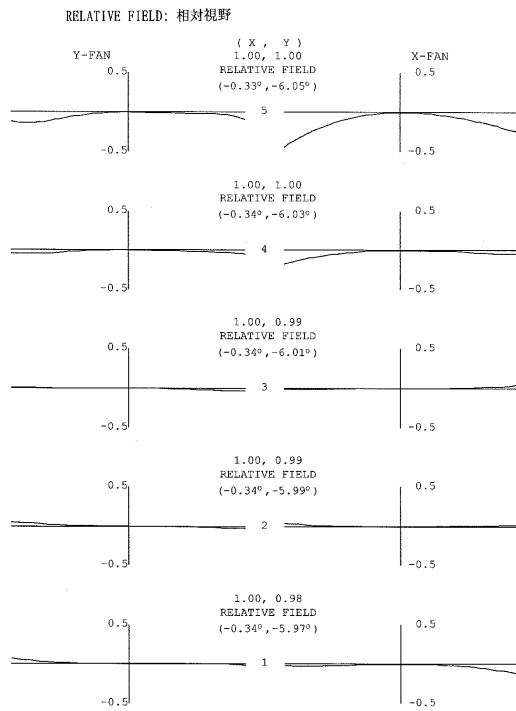 RELATIVE FIELD: 相対視野
( X , Y )
Y-FAN 1.00, 1.00 X-FAN
0.5 RELATIVE FIELD 0.5
(-0.33°,-6.05°)
5
-0.5 -0.5
1.00, 1.00
0.5 RELATIVE FIELD 0.5
(-0.34°,-6.03°)
4
-0.5 -0.5
1.00, 0.99
0.5 RELATIVE FIELD 0.5
(-0.34°,-6.01°)
3
-0.5 -0.5
1.00, 0.99
0.5 RELATIVE FIELD 0.5
(-0.34°,-5.99°)
2
-0.5 -0.5
1.00, 0.98
0.5 RELATIVE FIELD 0.5
(-0.34°,-5.97°)
1
-0.5 -0.5